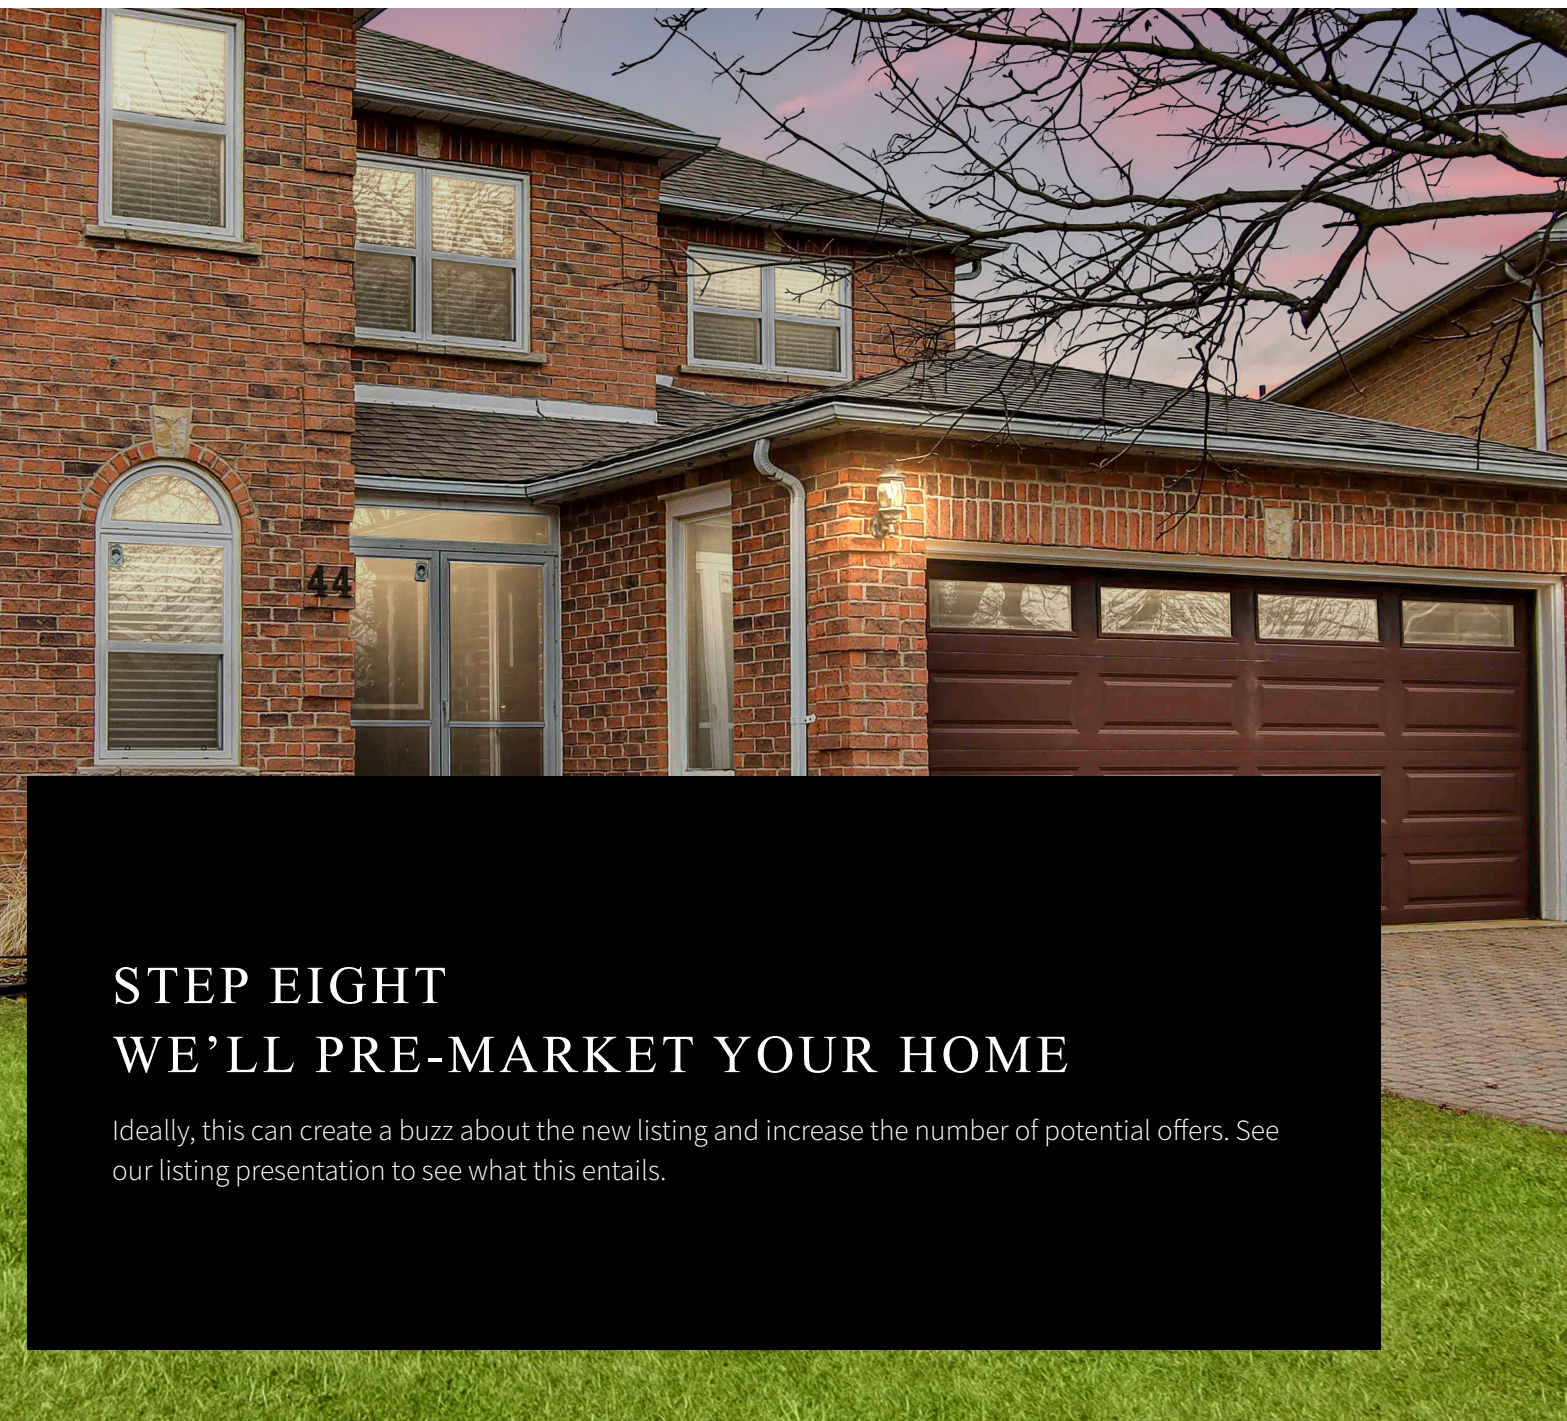 44
STEP EIGHT
WE’LL PRE-MARKET YOUR HOME
Ideally, this can create a buzz about the new listing and increase the number of potential offers. See
our listing presentation to see what this entails.